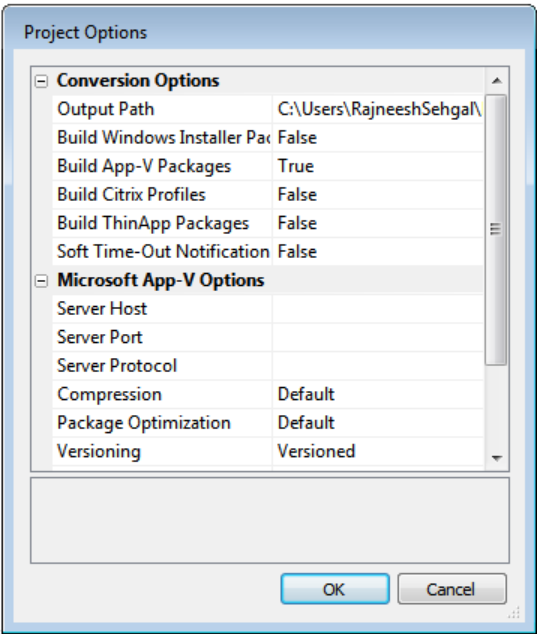 Project Options
Conversion Options
Output Path C:\Users\RajneeshSehgal\
Build Windows Installer Pac False
Build App-V Packages True
Build Citrix Profiles False
Build ThinApp Packages False
Soft Time-Out Notification False
Microsoft App-V Options
Server Host
Server Port
Server Protocol
Compression Default
Package Optimization Default
Versioning Versioned
OK Cancel